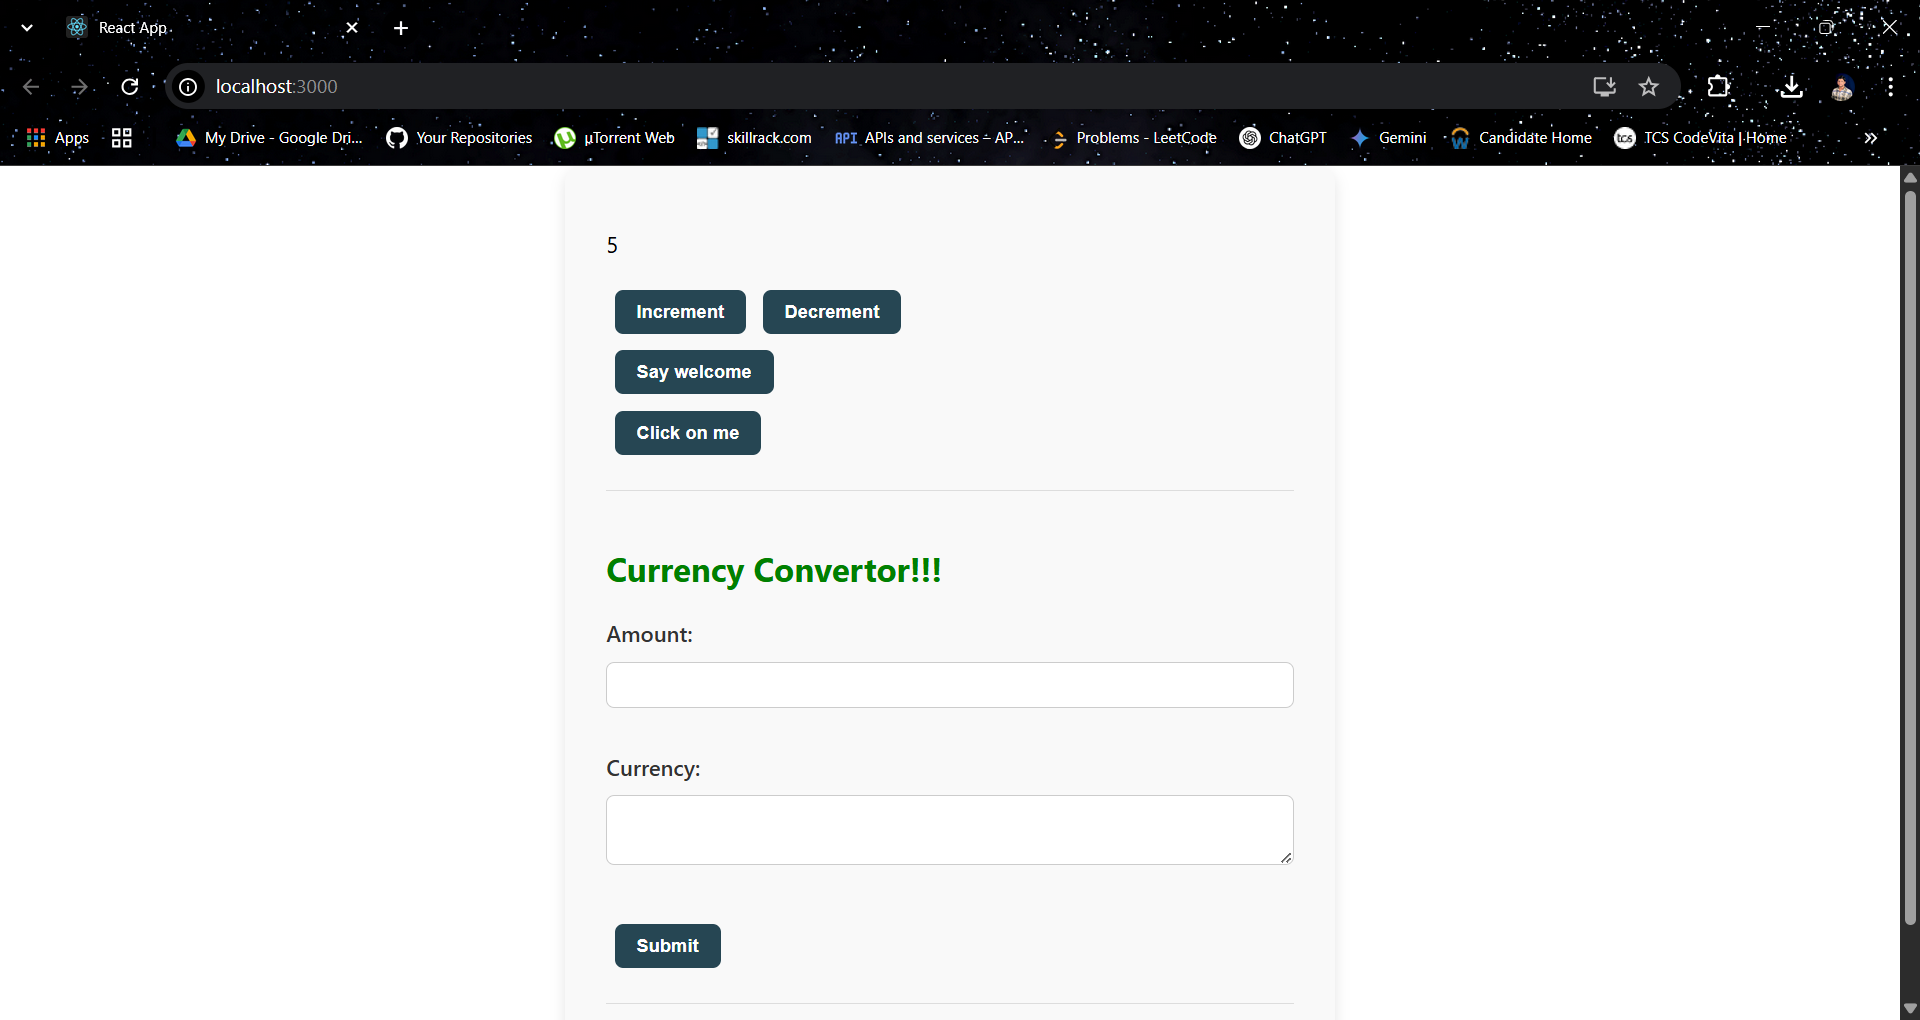 React App
localhost:3000
Apps My Drive - Google Dri... Your Repositories µTorrent Web skillrack.com API APIs and services – AP... Problems - LeetCode ChatGPT Gemini Candidate Home tcs TCS CodeVita | Home
5
Increment Decrement
Say welcome
Click on me
Currency Convertor!!!
Amount:
Currency:
Submit